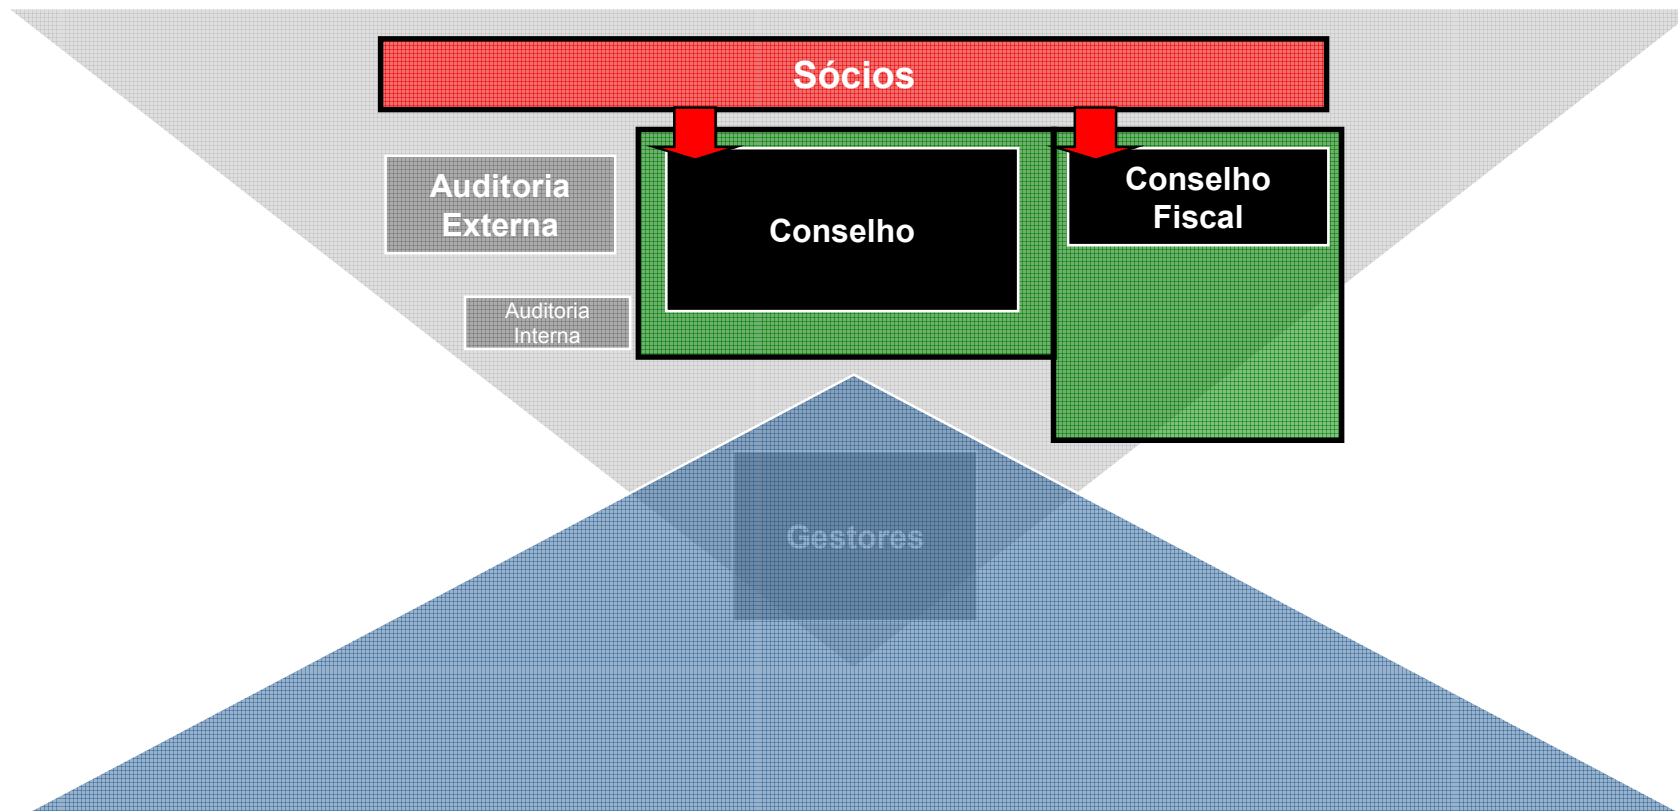 Sócios
Auditoria
Externa
Conselho
Conselho
Fiscal
Auditoria
Interna
Gestores